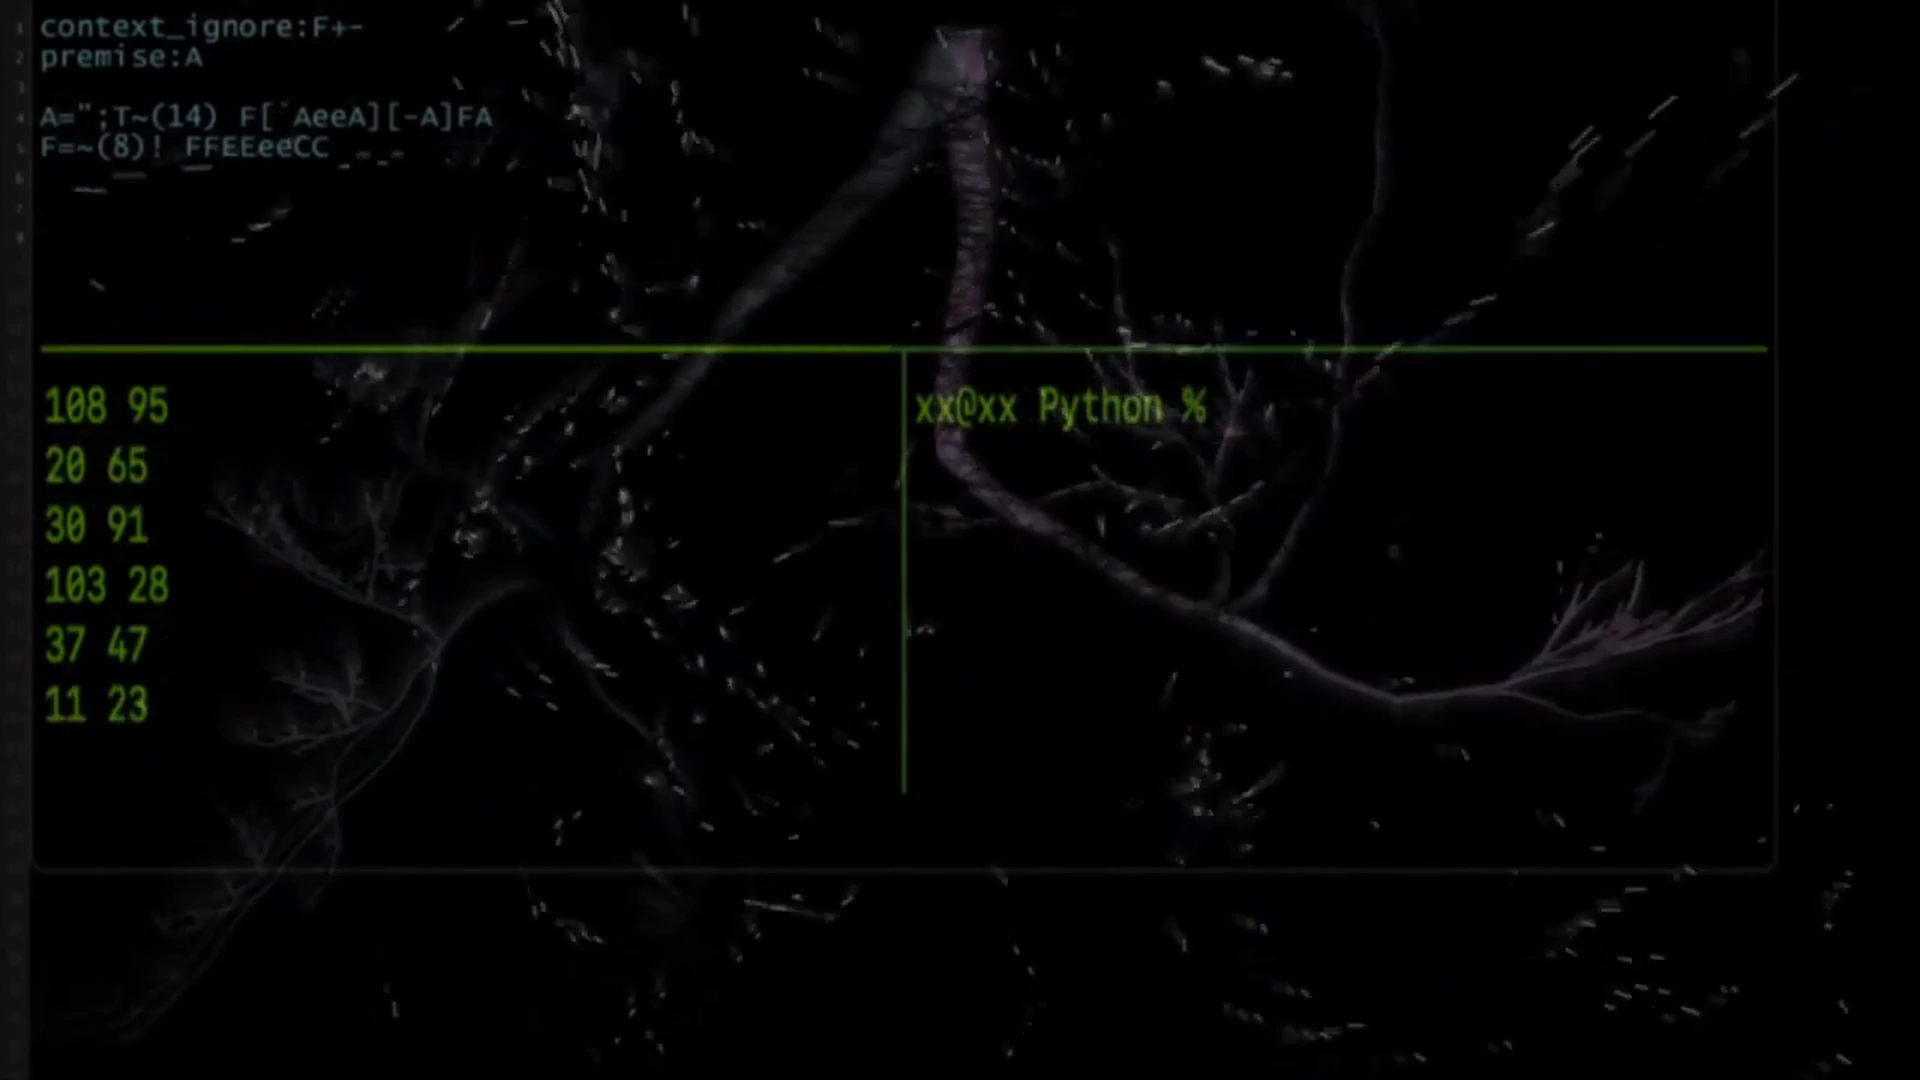 context_ignore:F+-
premise:A
A=";T~(14) F[`AeeA][-A]FA
F=~(8)! FFEEeeCC
108 95
20 65
30 91
103 28
37 47
11 23
xx@xx Python %